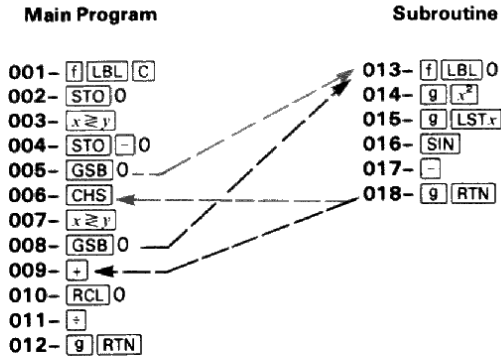 Main Program
001– f LBL C
002– STO 0
003– x≷y
004– STO – 0
005– GSB 0
006– CHS
007– x≷y
008– GSB 0
009– +
010– RCL 0
011– ÷
012– g RTN
Subroutine
013– f LBL 0
014– g x²
015– g LSTx
016– SIN
017– –
018– g RTN